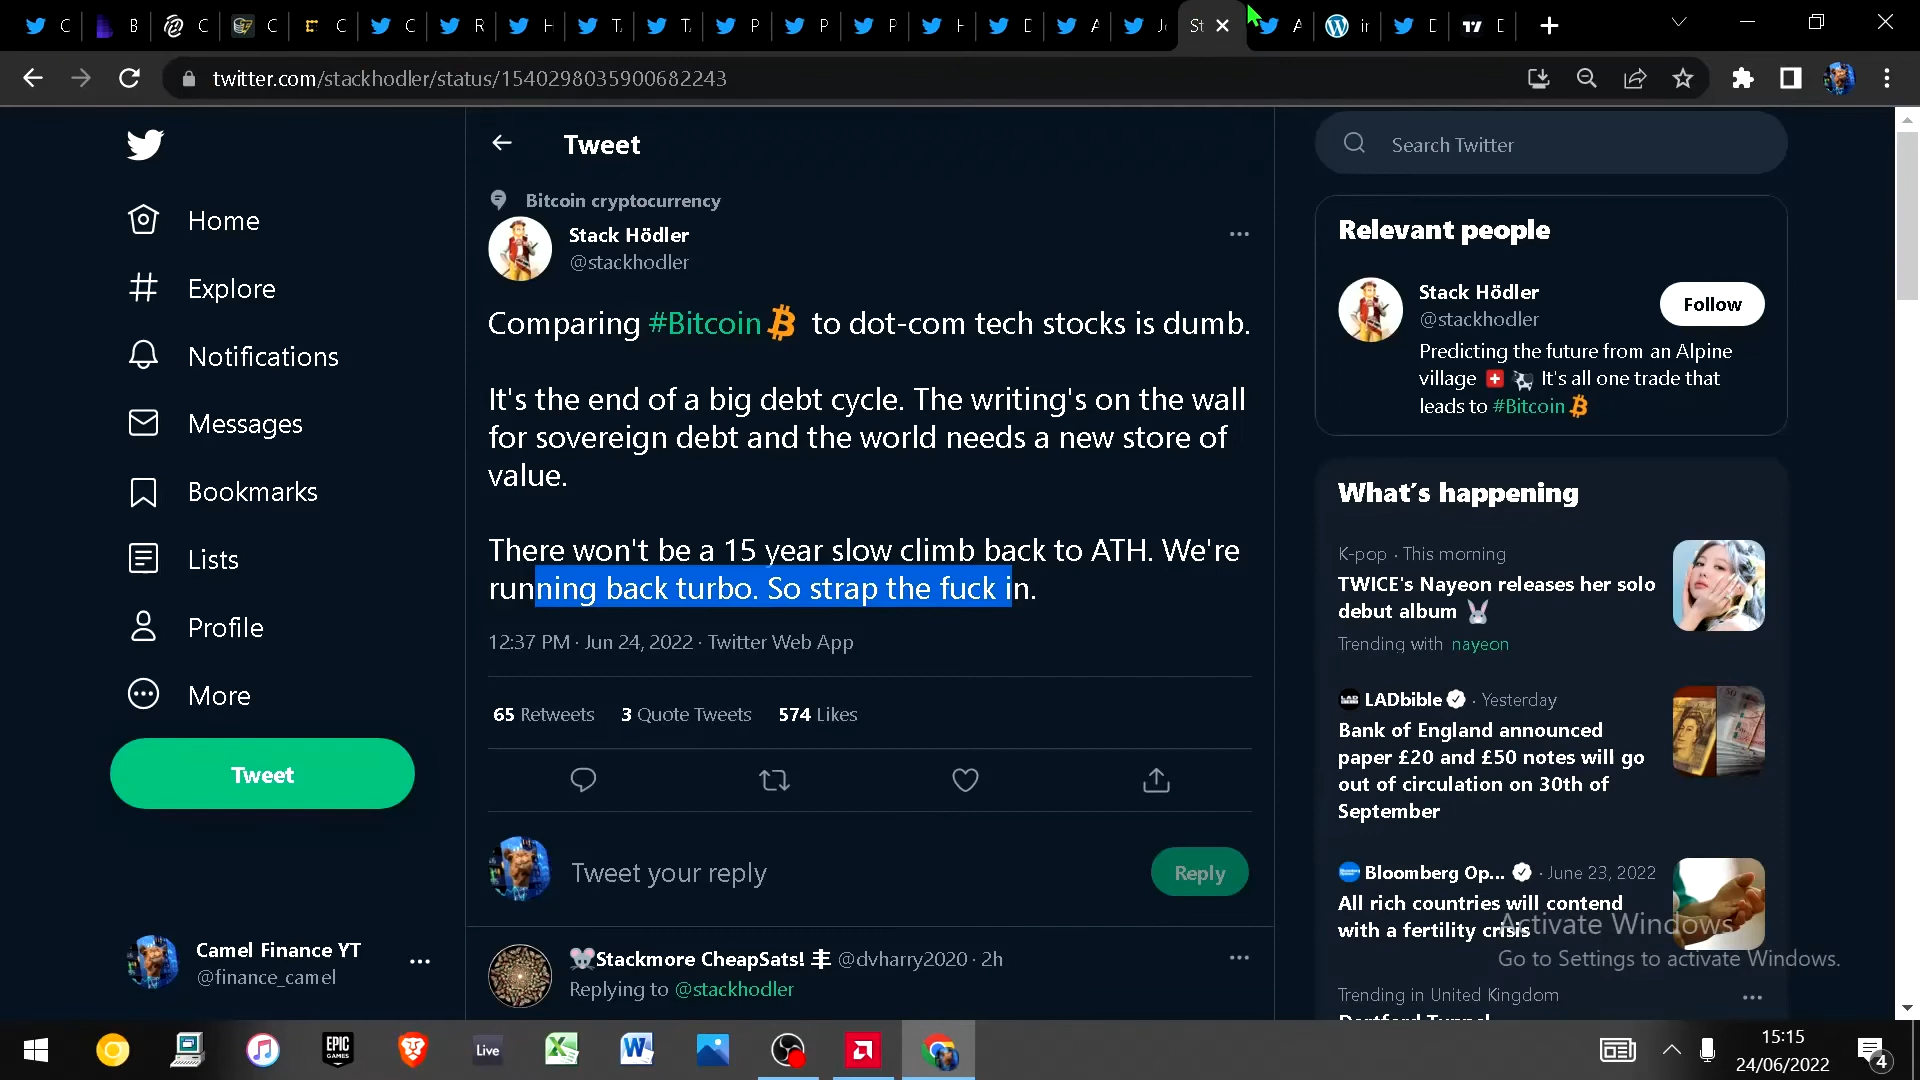 C
B
C
C
C
C
R
H
T
T
P
P
P
H
D
A
Jo
St
A
in
D
D
twitter.com/stackhodler/status/1540298035900682243
Tweet
Search Twitter
Bitcoin cryptocurrency
Stack Hödler
@stackhodler
Comparing #Bitcoin to dot-com tech stocks is dumb.
It's the end of a big debt cycle. The writing's on the wall
for sovereign debt and the world needs a new store of
value.
There won't be a 15 year slow climb back to ATH. We're
running back turbo. So strap the fuck in.
12:37 PM · Jun 24, 2022 · Twitter Web App
65 Retweets 3 Quote Tweets 574 Likes
Tweet your reply
Reply
Stackmore CheapSats! @dvharry2020 · 2h
Replying to @stackhodler
Home
Explore
Notifications
Messages
Bookmarks
Lists
Profile
More
Tweet
Camel Finance YT
@finance_camel
Relevant people
Stack Hödler
@stackhodler
Follow
Predicting the future from an Alpine
village It's all one trade that
leads to #Bitcoin
What's happening
K-pop · This morning
TWICE's Nayeon releases her solo
debut album
Trending with nayeon
LADbible · Yesterday
Bank of England announced
paper £20 and £50 notes will go
out of circulation on 30th of
September
Bloomberg Op... · June 23, 2022
All rich countries will contend
with a fertility crisis
Activate Windows
Go to Settings to activate Windows.
Trending in United Kingdom
Dartford Tunnel
EPIC
GAMES
Live
15:15
24/06/2022
4